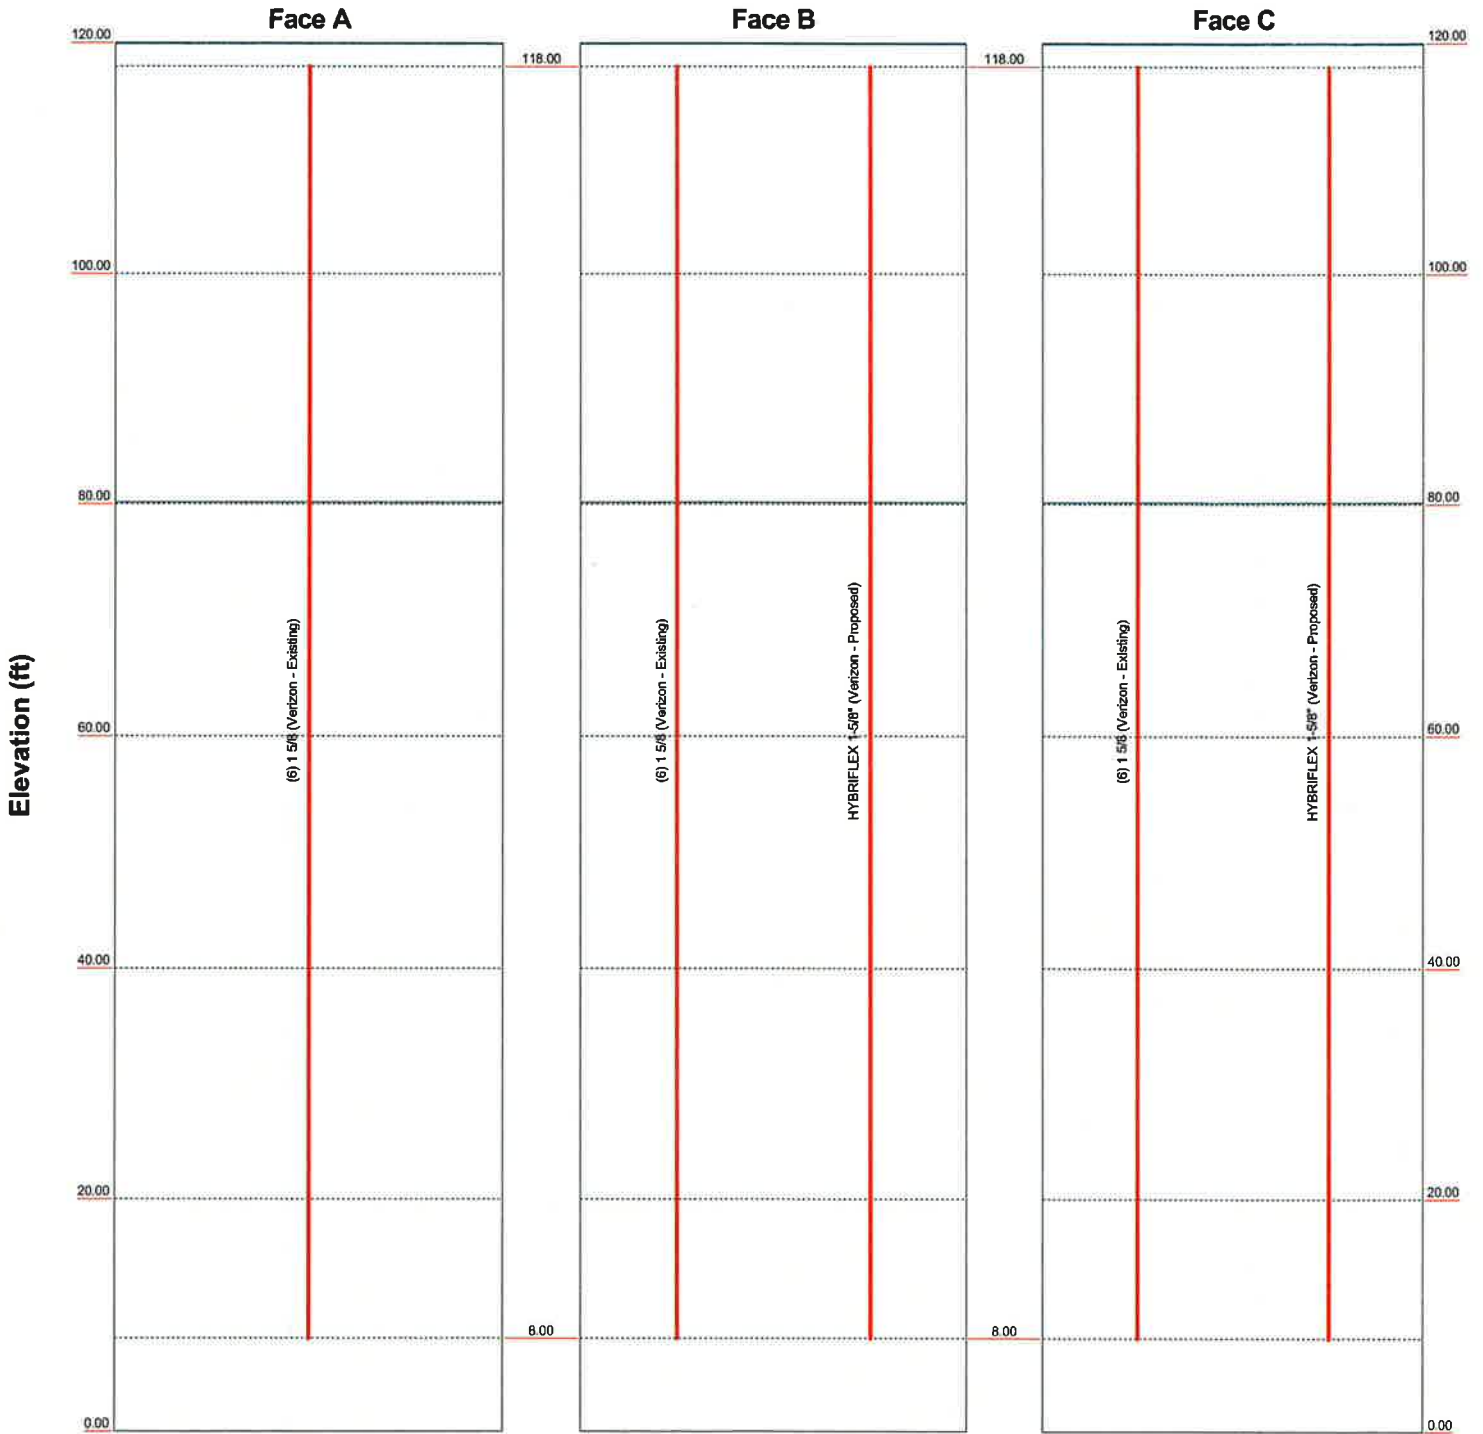 Face A
Face B
Face C
120.00
120.00
118.00
118.00
100.00
100.00
80.00
80.00
(6) 1 5/8 (Verizon - Existing)
(6) 1 5/8 (Verizon - Existing)
HYBRIFLEX 1-5/8" (Verizon - Proposed)
(6) 1 5/8 (Verizon - Existing)
HYBRIFLEX 1-5/8" (Verizon - Proposed)
Elevation (ft)
60.00
60.00
40.00
40.00
20.00
20.00
8.00
8.00
0.00
0.00